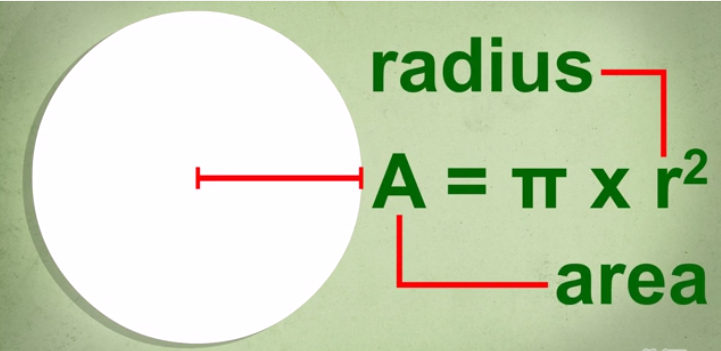 radius
A = π x r²
area